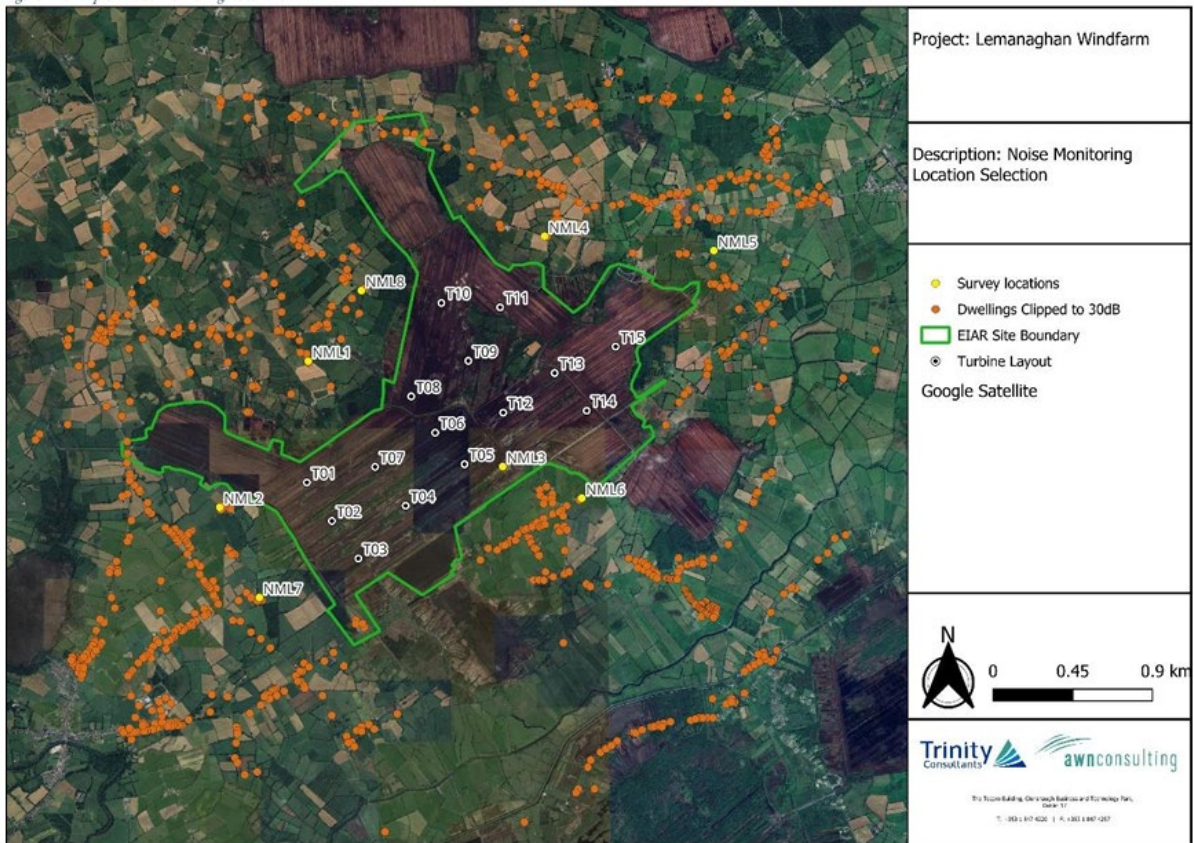 Project: Lemanaghan Windfarm
Description: Noise Monitoring
Location Selection
Survey locations
Dwellings Clipped to 30dB
EIAR Site Boundary
Turbine Layout
Google Satellite
NML4
NML5
NML8
T10
T11
T15
NML1
T09
T13
T08
T12
T14
T06
T01
T07
T05
NML3
NML2
T04
NML6
T02
T03
NML7
N
0 0.45 0.9 km
Trinity
Consultants
awnconsulting